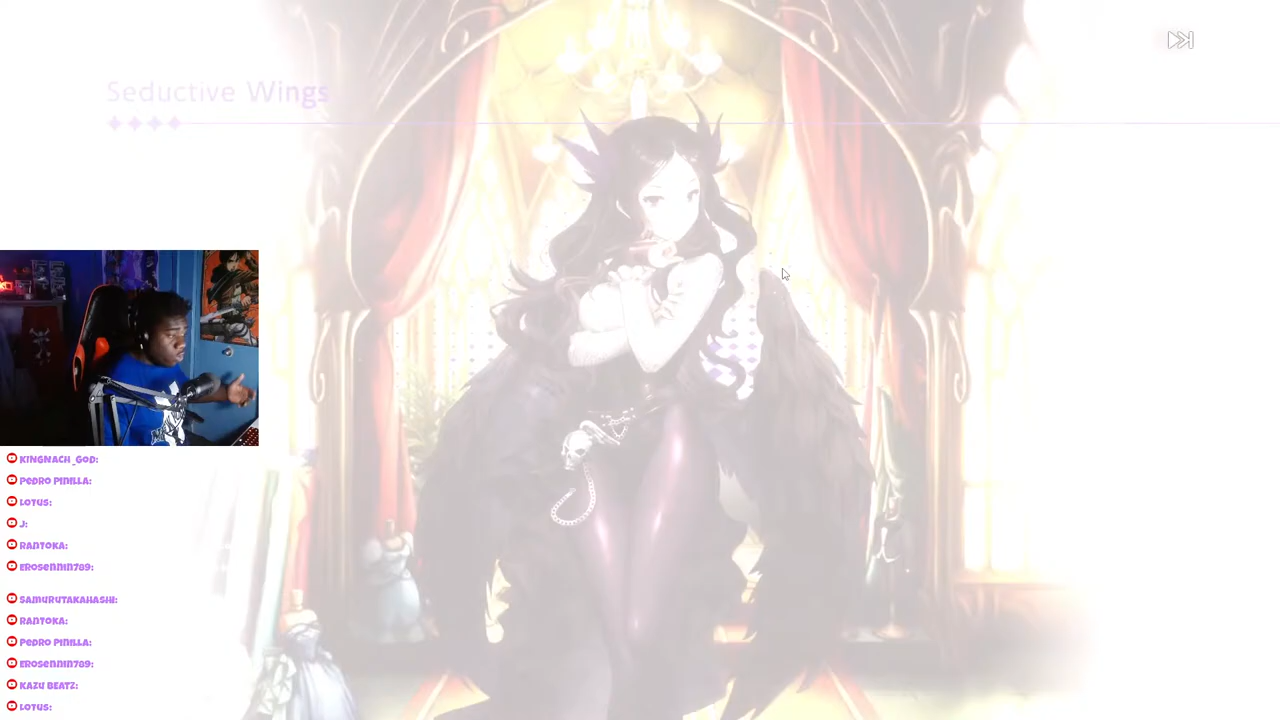 Seductive Wings
KINGNACH_GOD:
PEDRO PINILLA:
LOTUS:
J:
RANTOKA:
EROSENNIN789:
SAMURUTAKAHASHI:
RANTOKA:
PEDRO PINILLA:
EROSENNIN789:
KAZU BEATZ:
LOTUS: